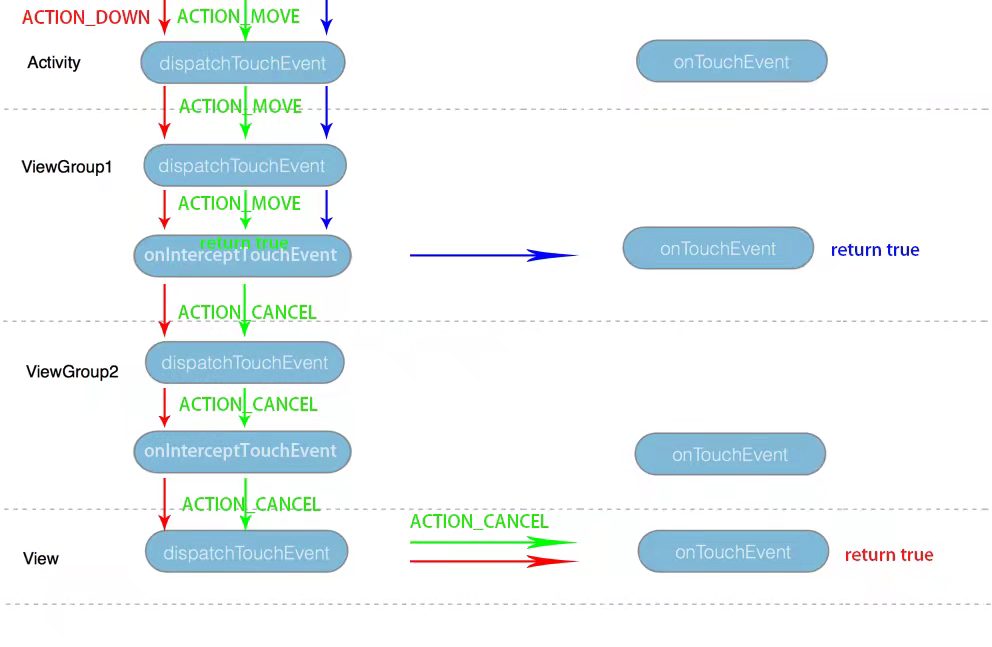 ACTION_DOWN ACTION_MOVE
Activity dispatchTouchEvent onTouchEvent
ACTION_MOVE
ViewGroup1 dispatchTouchEvent
ACTION_MOVE
return true
onInterceptTouchEvent onTouchEvent return true
ACTION_CANCEL
ViewGroup2 dispatchTouchEvent
ACTION_CANCEL
onInterceptTouchEvent onTouchEvent
ACTION_CANCEL
ACTION_CANCEL
View dispatchTouchEvent onTouchEvent return true